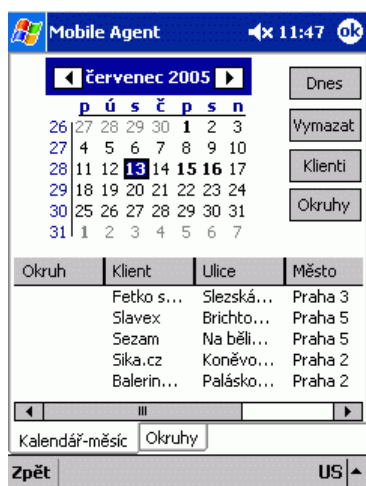 Mobile Agent 11:47 ok
červenec 2005
Dnes
p ú s č p s n
26 27 28 29 30 1 2 3
Vymazat
27 4 5 6 7 8 9 10
28 11 12 13 14 15 16 17
Klienti
29 18 19 20 21 22 23 24
30 25 26 27 28 29 30 31
Okruhy
31 1 2 3 4 5 6 7
Okruh Klient Ulice Město
Fetko s... Slezská... Praha 3
Slavex Brichto... Praha 5
Sezam Na běli... Praha 5
Sika.cz Koněvo... Praha 2
Balerin... Palásko... Praha 2
Kalendář-měsíc Okruhy
Zpět US